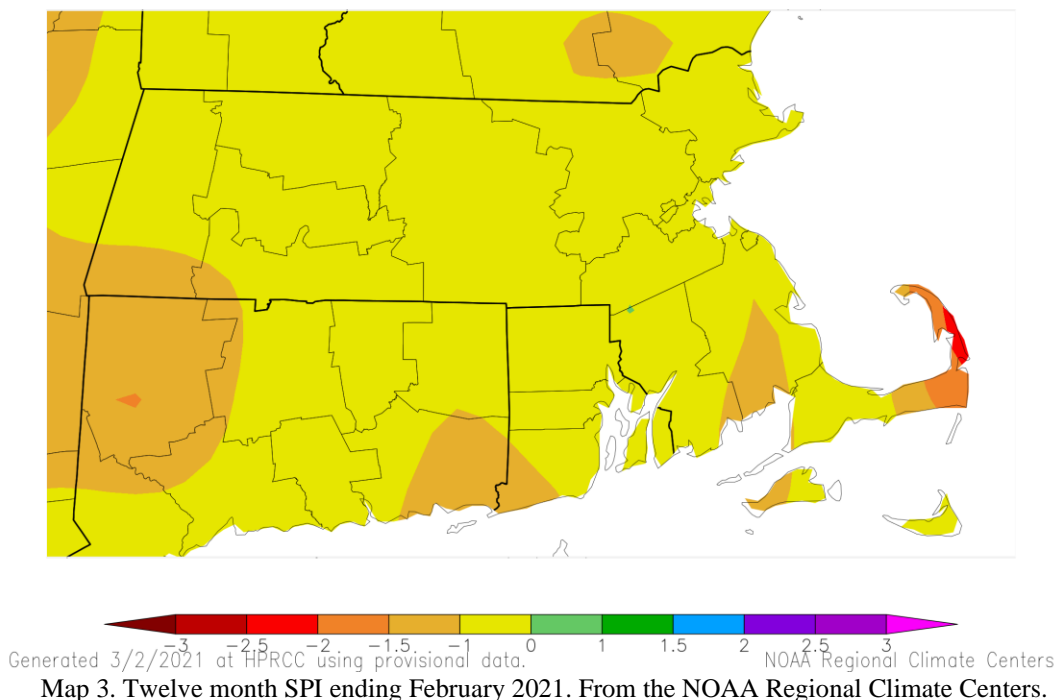 -3 -2.5 -2 -1.5 -1 0 1 1.5 2 2.5 3
Generated 3/2/2021 at HPRCC using provisional data. NOAA Regional Climate Centers
Map 3. Twelve month SPI ending February 2021. From the NOAA Regional Climate Centers.